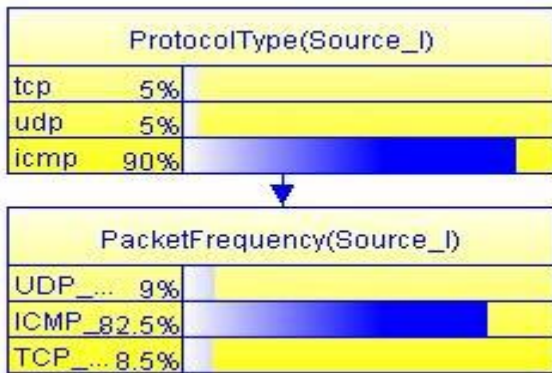 ProtocolType(Source_I)
tcp 5%
udp 5%
icmp 90%
PacketFrequency(Source_I)
UDP_... 9%
ICMP_82.5%
TCP_... 8.5%